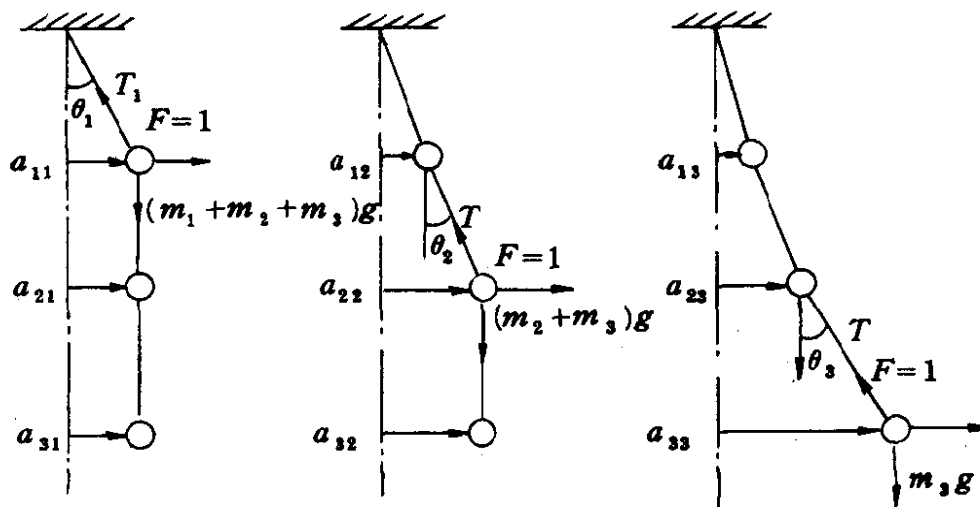 θ₁
T₁
F=1
a₁₁
(m₁+m₂+m₃)g
a₂₁
a₃₁
a₁₂
T
θ₂
F=1
a₂₂
(m₂+m₃)g
a₃₂
a₁₃
a₂₃
T
θ₃
F=1
a₃₃
m₃g